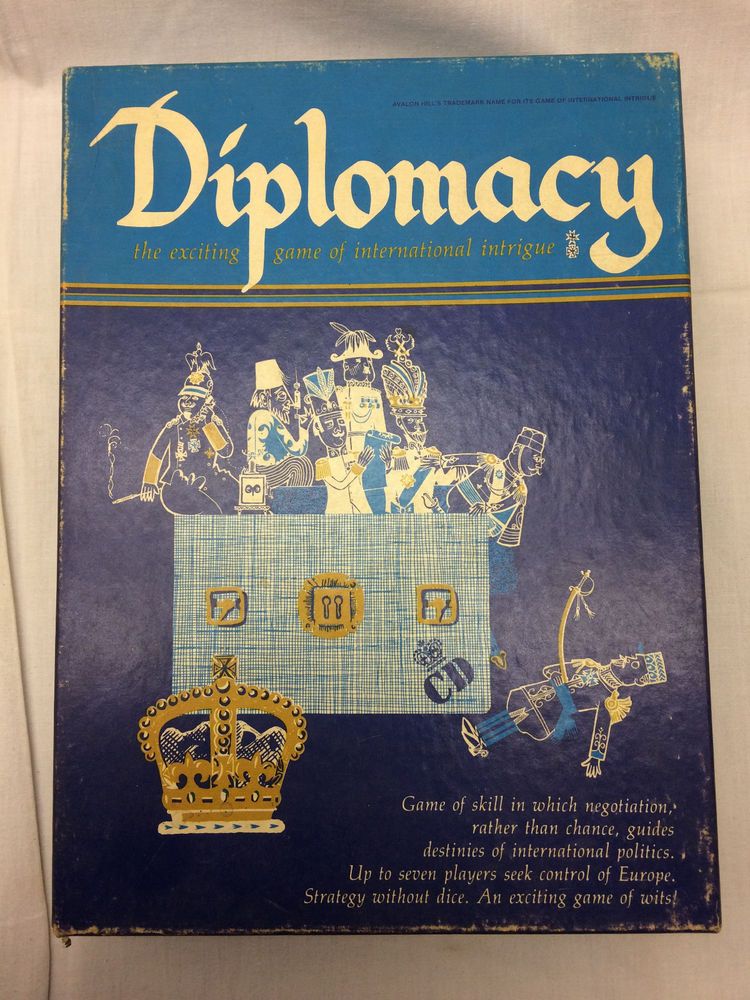 AVALON HILL'S TRADEMARK NAME FOR ITS GAME OF INTERNATIONAL INTRIGUE
Diplomacy
the exciting game of international intrigue
CD
Game of skill in which negotiation,
rather than chance, guides
destinies of international politics.
Up to seven players seek control of Europe.
Strategy without dice. An exciting game of wits!